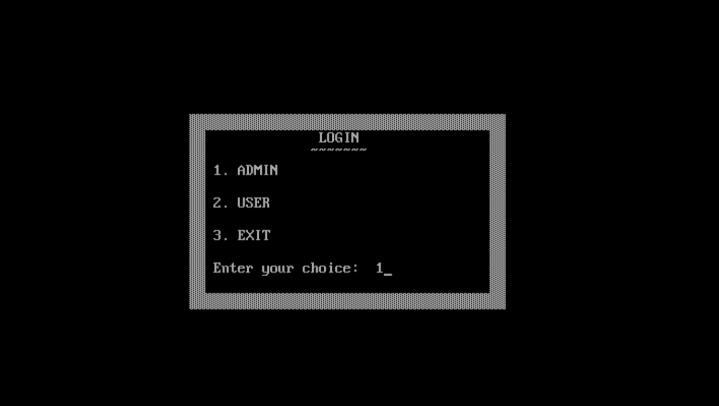 LOGIN
~~~~~~~
1. ADMIN
2. USER
3. EXIT
Enter your choice: 1_